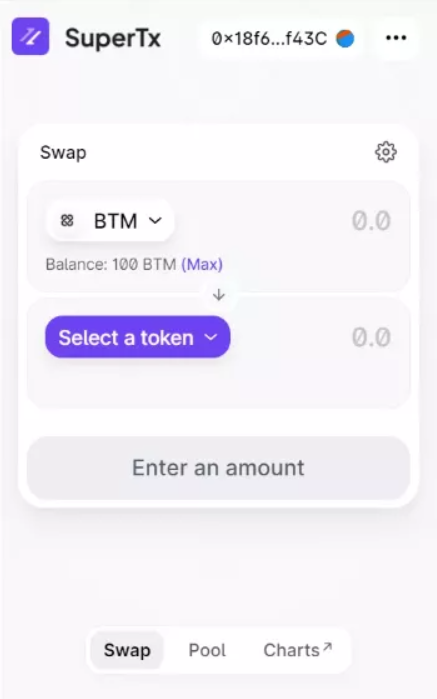 SuperTx
0×18f6...f43C
Swap
BTM
0.0
Balance: 100 BTM (Max)
Select a token
0.0
Enter an amount
Swap
Pool
Charts↗